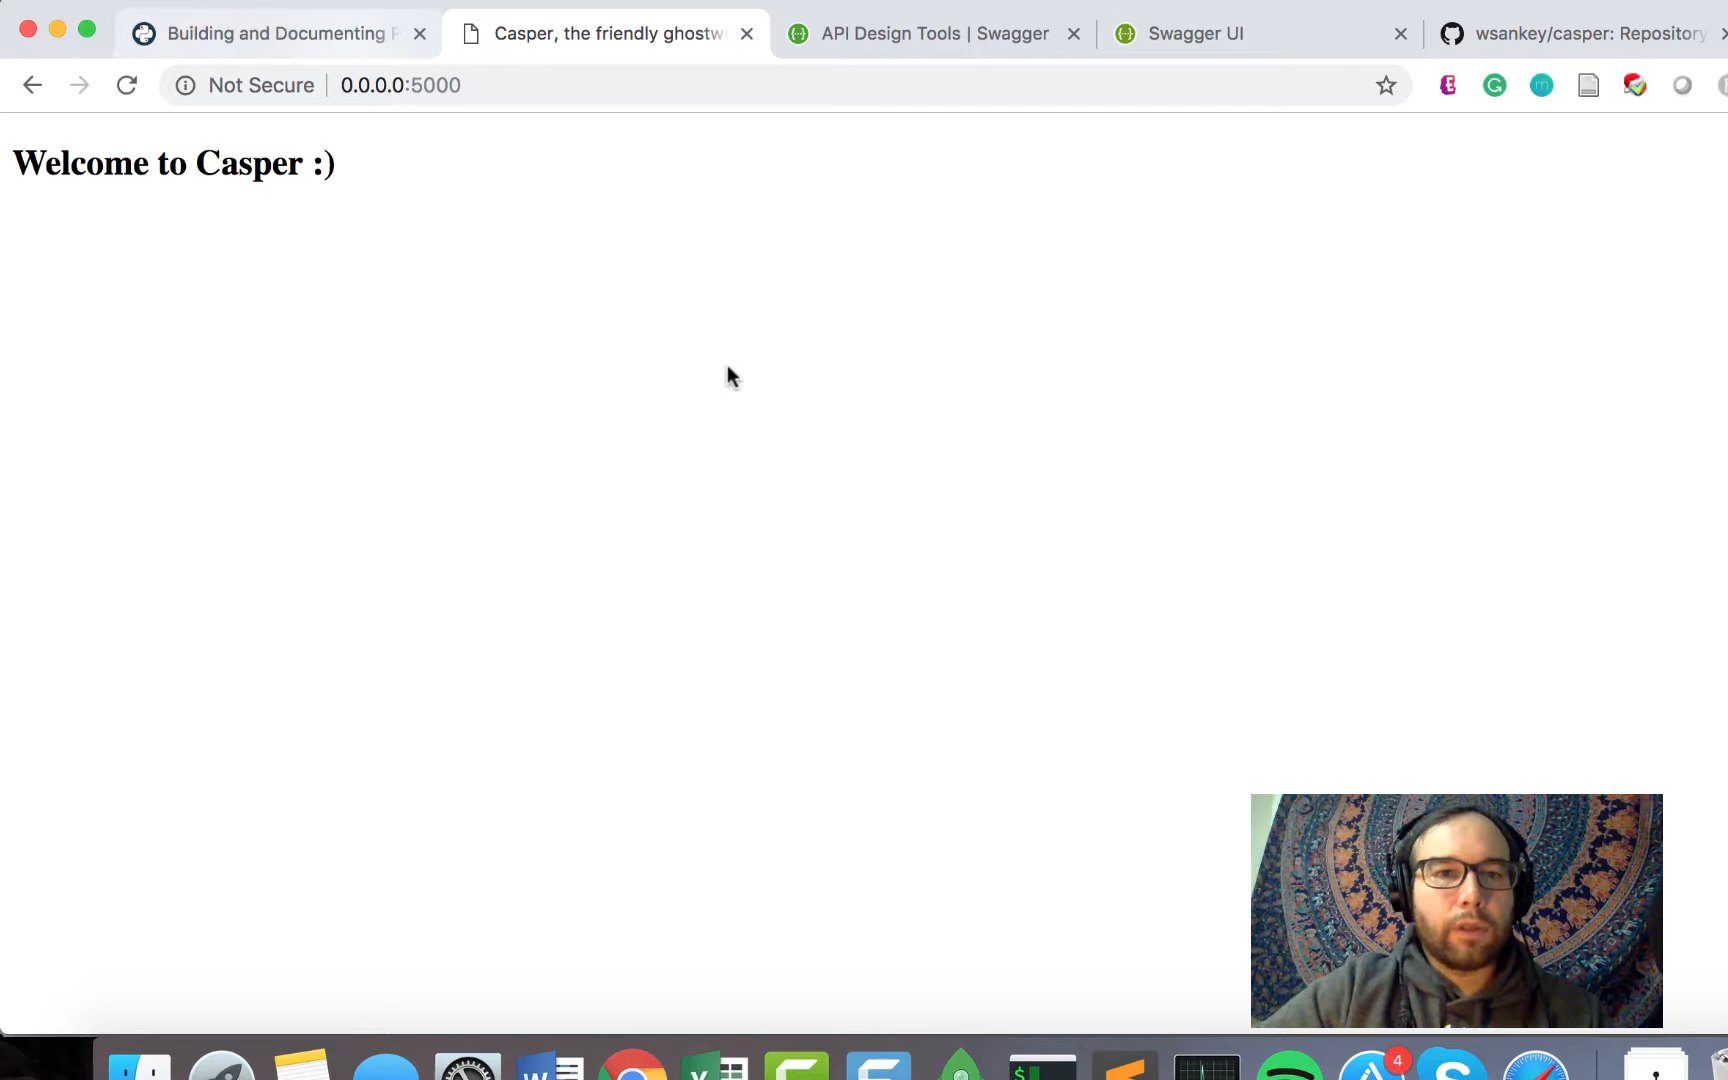 Building and Documenting P
Casper, the friendly ghostw
API Design Tools | Swagger
Swagger UI
wsankey/casper: Repository
Not Secure
0.0.0.0:5000
Welcome to Casper :)
4